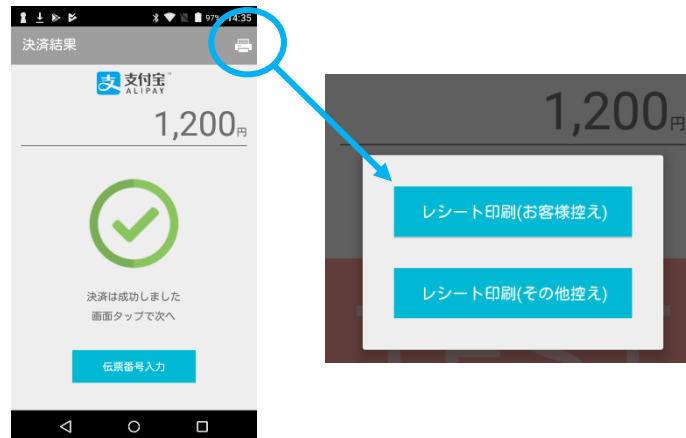 97% 14:35
決済結果
支付宝
ALIPAY
1,200円
決済は成功しました
画面タップで次へ
伝票番号入力
1,200円
レシート印刷(お客様控え)
レシート印刷(その他控え)
TEST